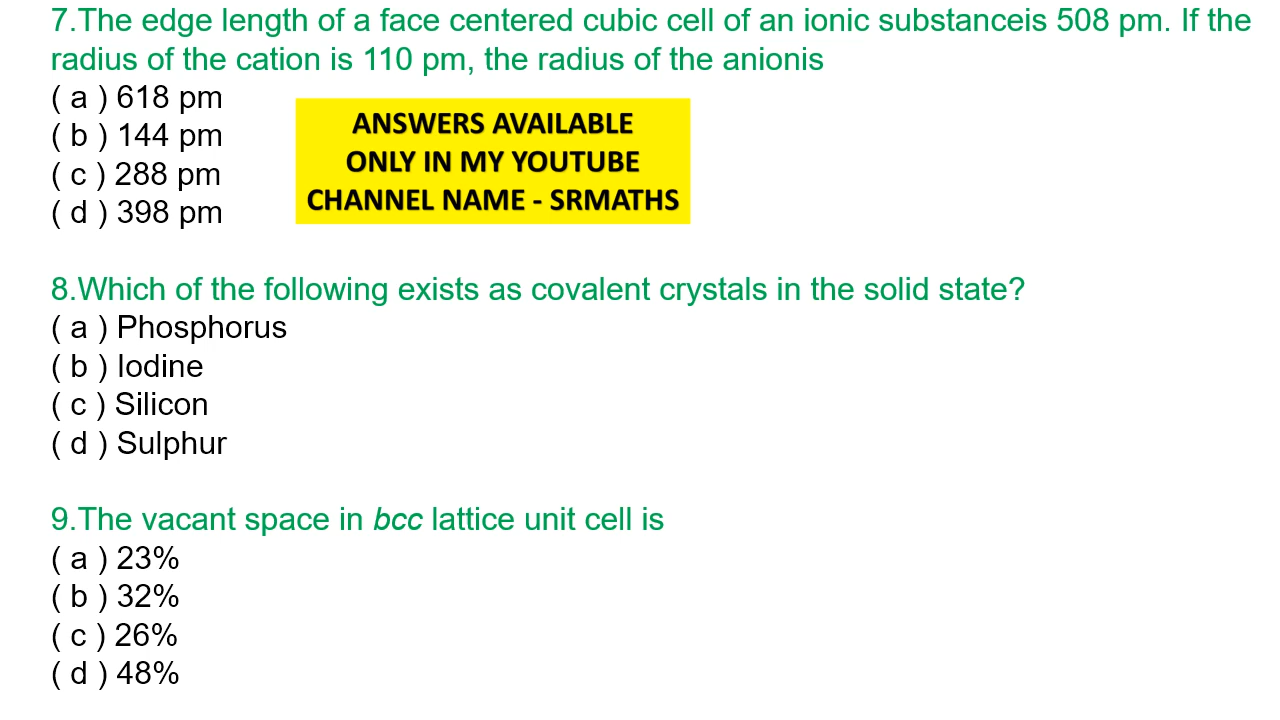 7.The edge length of a face centered cubic cell of an ionic substanceis 508 pm. If the
radius of the cation is 110 pm, the radius of the anionis
( a ) 618 pm
( b ) 144 pm
( c ) 288 pm
( d ) 398 pm
ANSWERS AVAILABLE
ONLY IN MY YOUTUBE
CHANNEL NAME - SRMATHS
8.Which of the following exists as covalent crystals in the solid state?
( a ) Phosphorus
( b ) Iodine
( c ) Silicon
( d ) Sulphur
9.The vacant space in bcc lattice unit cell is
( a ) 23%
( b ) 32%
( c ) 26%
( d ) 48%